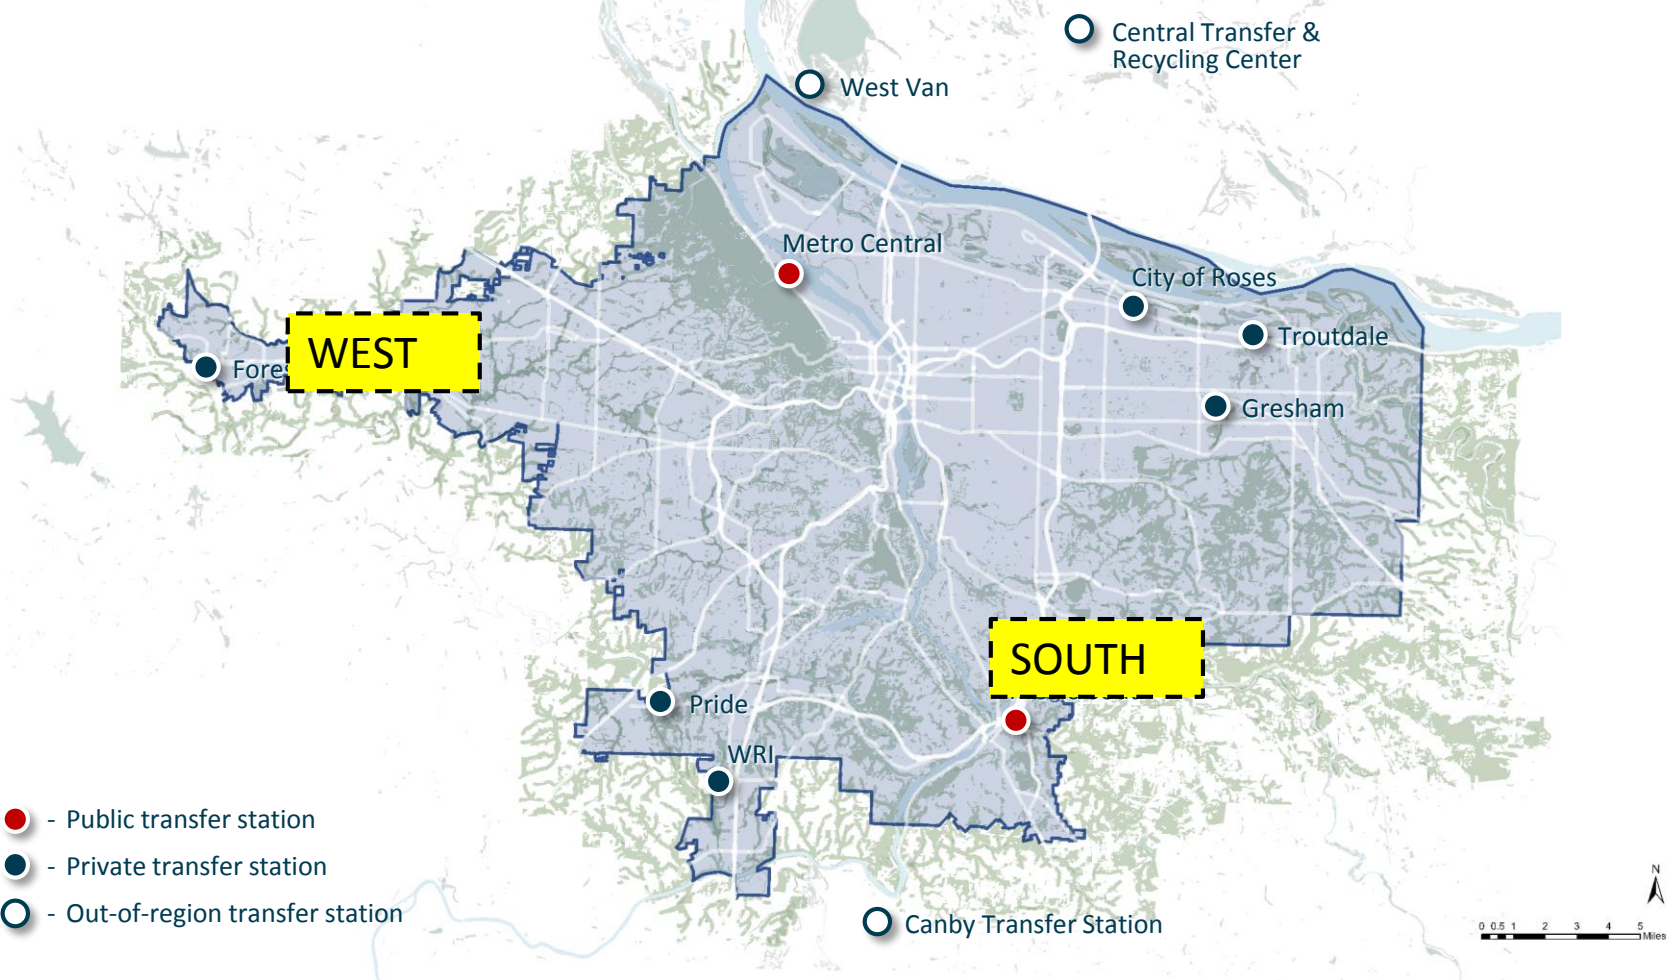 Central Transfer &
Recycling Center
West Van
Metro Central
City of Roses
Troutdale
WEST
Gresham
SOUTH
Pride
WRI
- Public transfer station
- Private transfer station
- Out-of-region transfer station
Canby Transfer Station
N
0 0.5 1 2 3 4 5
Miles